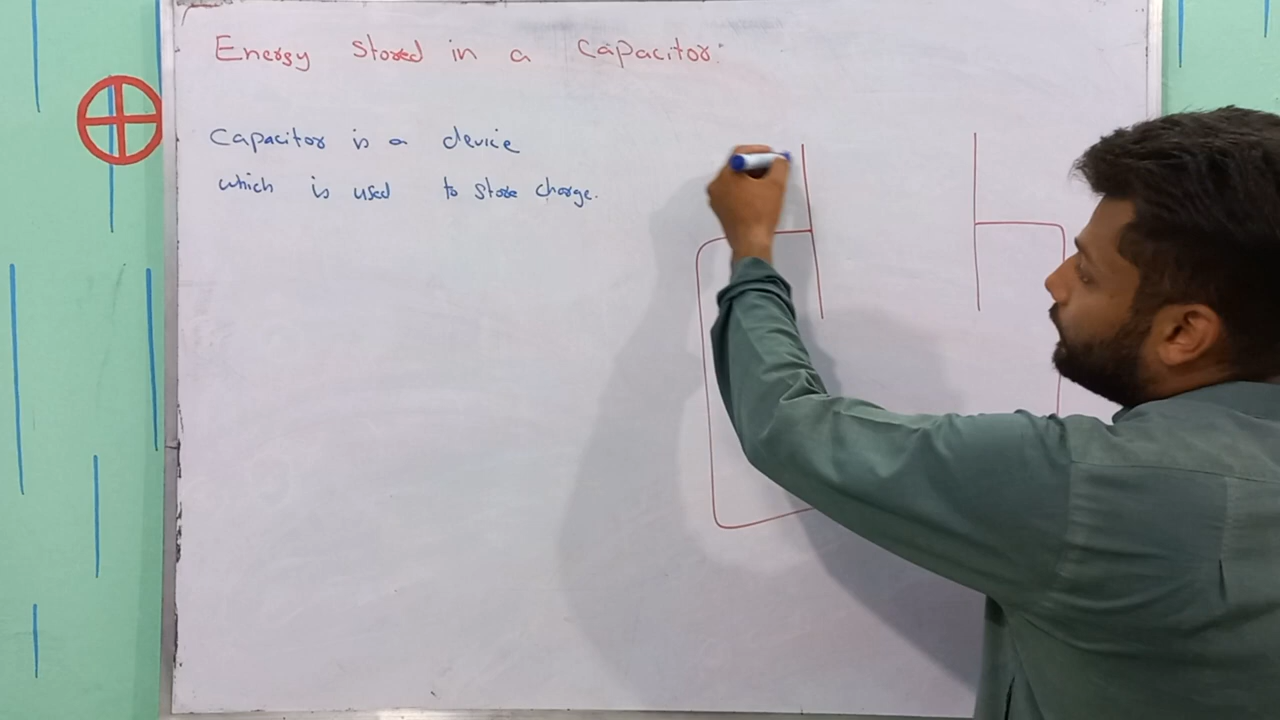 Energy stored in a capacitor:
Capacitor is a device
which is used to store charge.